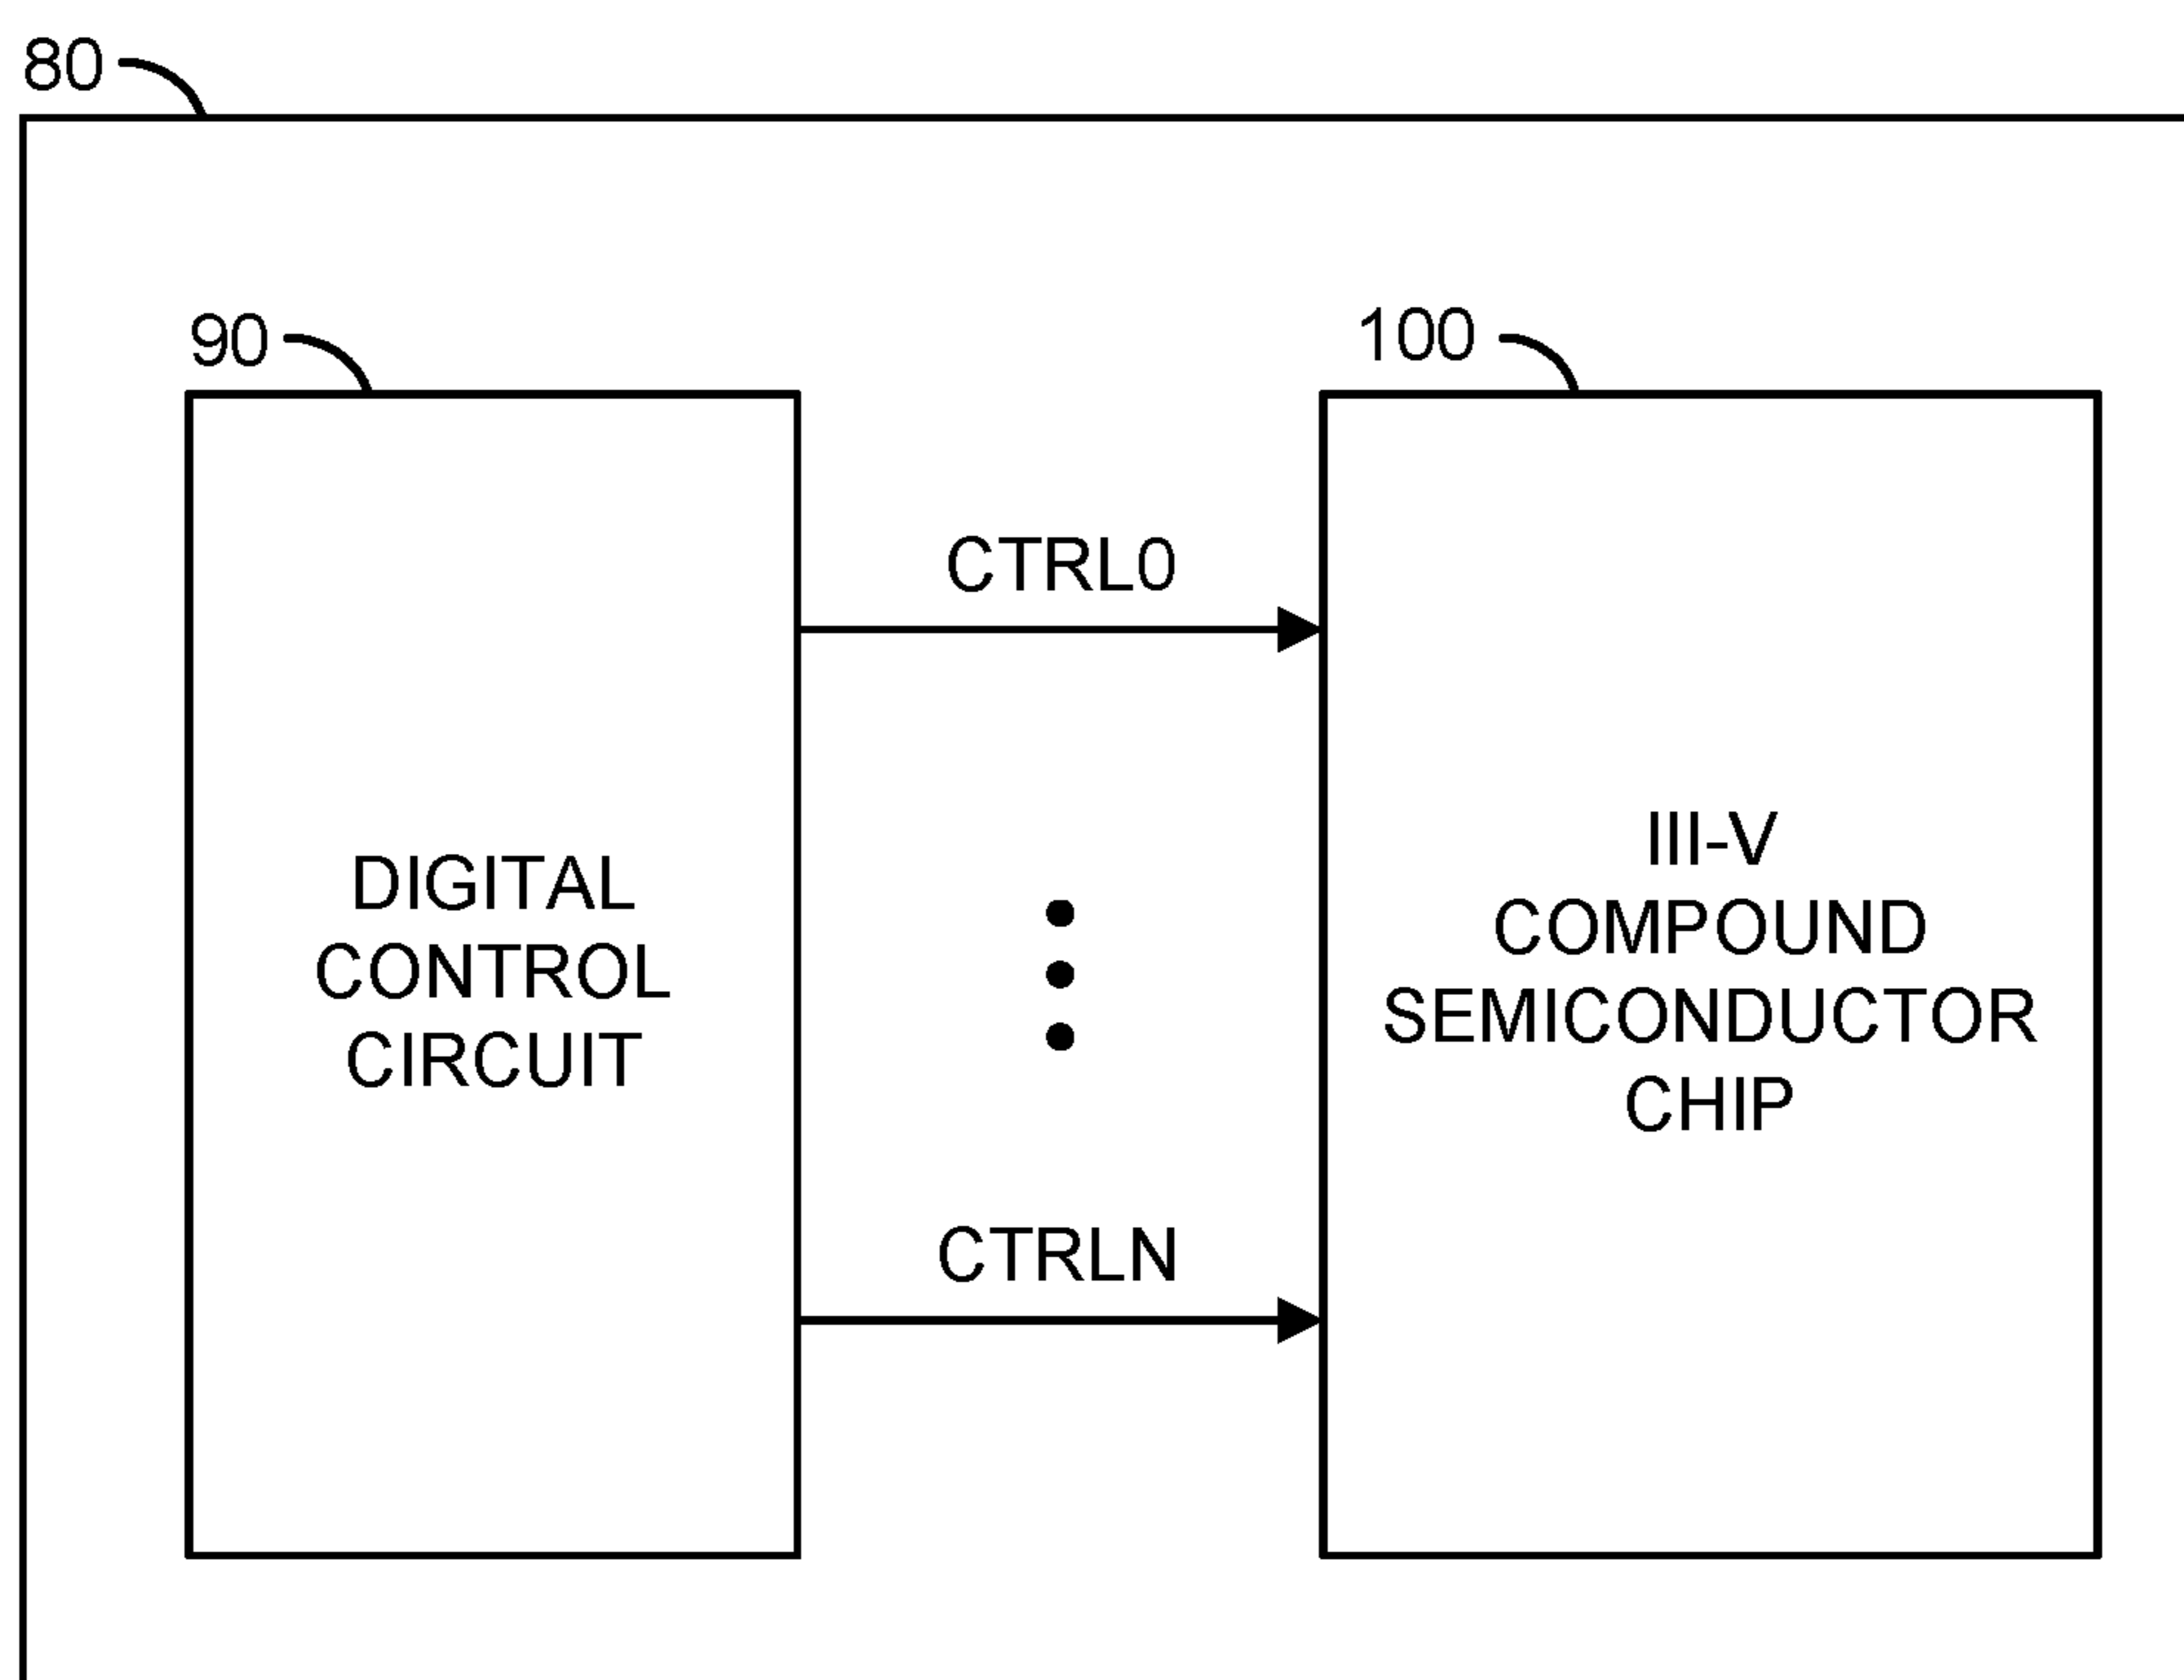 80
90
100
CTRL0
DIGITAL
CONTROL
CIRCUIT
III-V
COMPOUND
SEMICONDUCTOR
CHIP
CTRLN